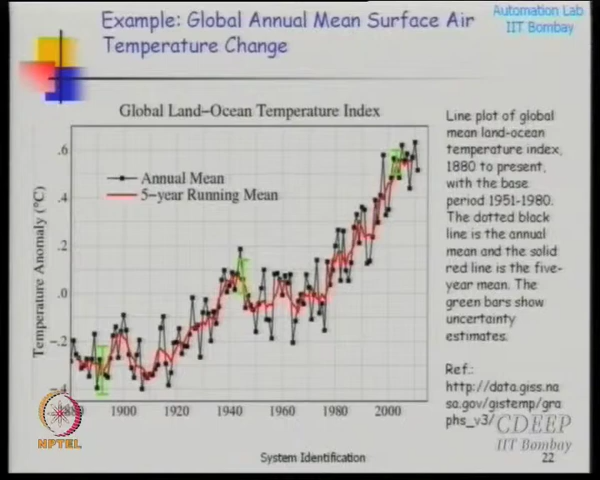 Example: Global Annual Mean Surface Air
Temperature Change
Automation Lab
IIT Bombay
Global Land-Ocean Temperature Index
.6
.4
.2
.0
-.2
Temperature Anomaly (°C)
Annual Mean
5-year Running Mean
1900
1920
1940
1960
1980
2000
Line plot of global
mean land-ocean
temperature index,
1880 to present,
with the base
period 1951-1980.
The dotted black
line is the annual
mean and the solid
red line is the five-
year mean. The
green bars show
uncertainty
estimates.
Ref.:
http://data.giss.na
sa.gov/gistemp/gra
phs_v3/
CDEEP
IIT Bombay
NPTEL
System Identification
22